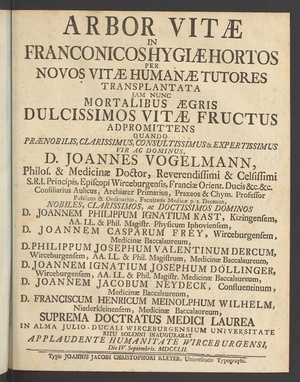 ARBOR VITÆ
IN
FRANCONICOS HYGIÆ HORTOS
PER
NOVOS VITÆ HUMANÆ TUTORES
TRANSPLANTATA
JAM NUNC
MORTALIBUS ÆGRIS
DULCISSIMOS VITÆ FRUCTUS
ADPROMITTENS
QUANDO
PRÆNOBILIS, CLARISSIMUS, CONSULTISSIMUS & EXPERTISSIMUS
VIR AC DOMINUS,
D. JOANNES VOGELMANN,
Philos. & Medicinæ Doctor, Reverendissimi & Celsissimi
S.R.I. Principis, Episcopi Wirceburgensis, Franciæ Orient. Ducis &c.&c.
Consiliarius Aulicus, Archiater Primarius, Praxeos & Chym. Professor
Publicus & Ordinarius, Facultatis Medicæ p. t. Decanus,
NOBILES, CLARISSIMOS, ac DOCTISSIMOS DOMINOS
D. JOANNEM PHILIPPUM IGNATIUM KAST, Kizingensem,
AA. LL. & Phil. Magistr. Physicum Iphoviensem,
D. JOANNEM CASPARUM FREY, Wirceburgensem
Medicinæ Baccalaureum,
D. PHILIPPUM JOSEPHUM VALENTINUM DERCUM,
Wirceburgensem, AA. LL. & Phil. Magistrum, Medicinæ Baccalaureum,
D. JOANNEM IGNATIUM JOSEPHUM DÖLLINGER,
Wirceburgensem, AA. LL. & Phil. Magistr. Medicinæ Baccalaureum,
D. JOANNEM JACOBUM NEYDECK, Confluentinum,
Medicinæ Baccalaureum,
D. FRANCISCUM HENRICUM MEINOLPHUM WILHELM,
Medicinæ Baccalaureum,
SUPREMA DOCTRATUS MEDICI LAUREA
IN ALMA JULIO-DUCALI WIRCEBURGENSIUM UNIVERSITATE
RITU SOLENNI INAUGURABAT
APPLAUDENTE HUMANITATE WIRCEBURGENSI,
Die IV. Septembris. MDCCLII.
Typis JOANNIS JACOBI CHRISTOPHORI KLEYER, Universitatis Typographi.